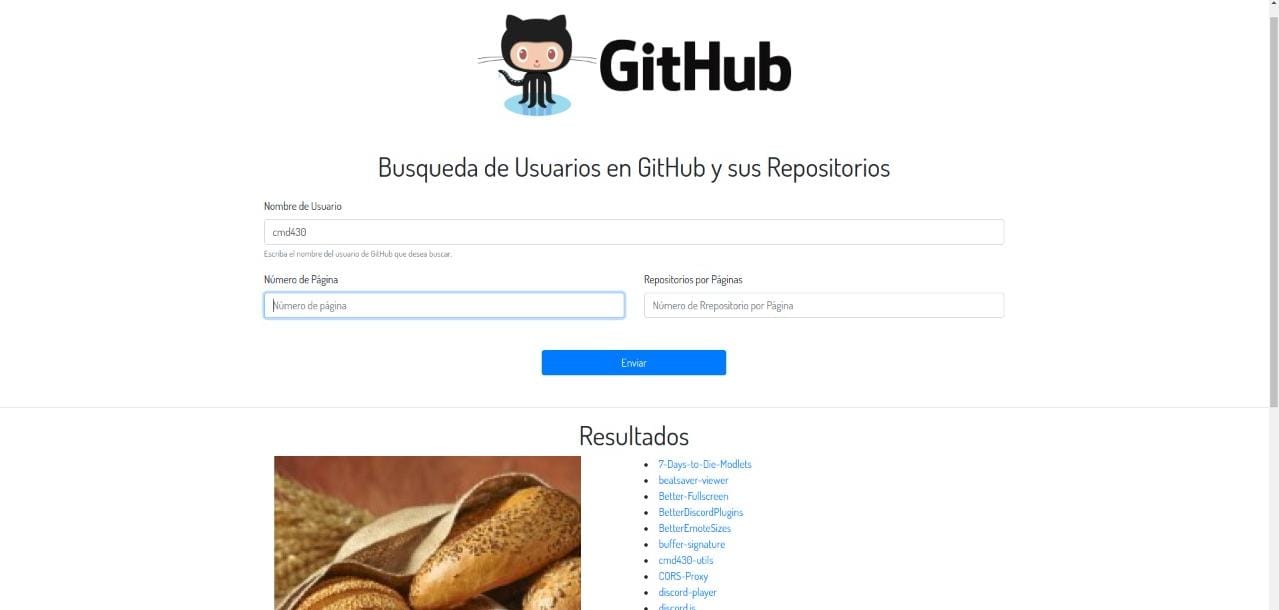 GitHub
Busqueda de Usuarios en GitHub y sus Repositorios
Nombre de Usuario
cmd430
Escriba el nombre del usuario de GitHub que desea buscar.
Número de Página
Repositorios por Páginas
Número de página
Número de Rrepositorio por Página
Enviar
Resultados
7-Days-to-Die-Modlets
beatsaver-viewer
Better-Fullscreen
BetterDiscordPlugins
BetterEmoteSizes
buffer-signature
cmd430-utils
CORS-Proxy
discord-player
discord.js